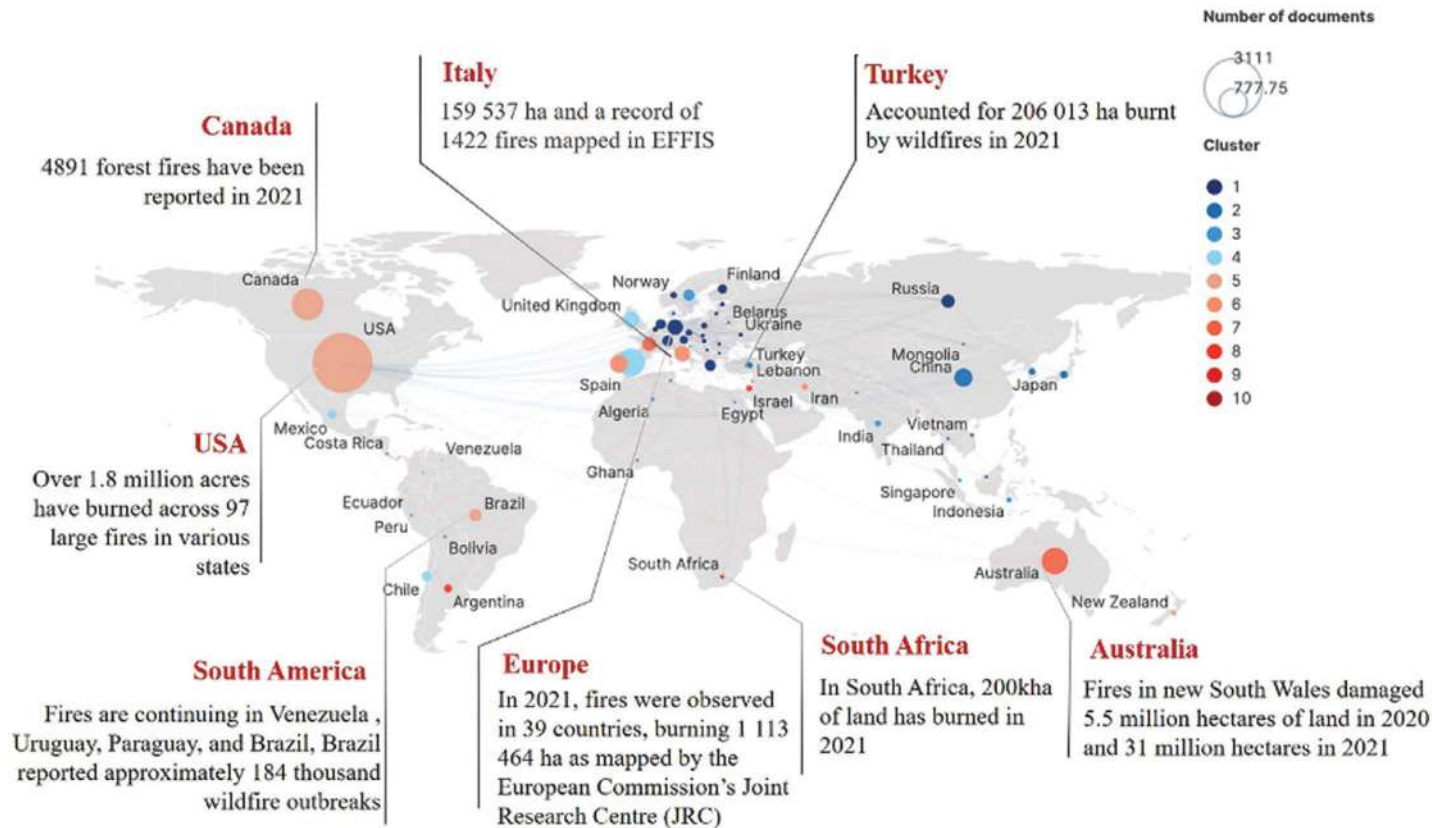 Number of documents
3111
777.75
Cluster
1
2
3
4
5
6
7
8
9
10
Italy
159 537 ha and a record of
1422 fires mapped in EFFIS
Turkey
Accounted for 206 013 ha burnt
by wildfires in 2021
Canada
4891 forest fires have been
reported in 2021
Canada
USA
Mexico
Costa Rica
Venezuela
Ecuador
Peru
Brazil
Bolivia
Chile
Argentina
Norway
Finland
United Kingdom
Belarus
Ukraine
Russia
Spain
Turkey
Lebanon
Israel
Iran
Algeria
Egypt
Ghana
South Africa
Mongolia
China
Japan
India
Vietnam
Thailand
Singapore
Indonesia
Australia
New Zealand
USA
Over 1.8 million acres
have burned across 97
large fires in various
states
South America
Fires are continuing in Venezuela ,
Uruguay, Paraguay, and Brazil, Brazil
reported approximately 184 thousand
wildfire outbreaks
Europe
In 2021, fires were observed
in 39 countries, burning 1 113
464 ha as mapped by the
European Commission’s Joint
Research Centre (JRC)
South Africa
In South Africa, 200kha
of land has burned in
2021
Australia
Fires in new South Wales damaged
5.5 million hectares of land in 2020
and 31 million hectares in 2021